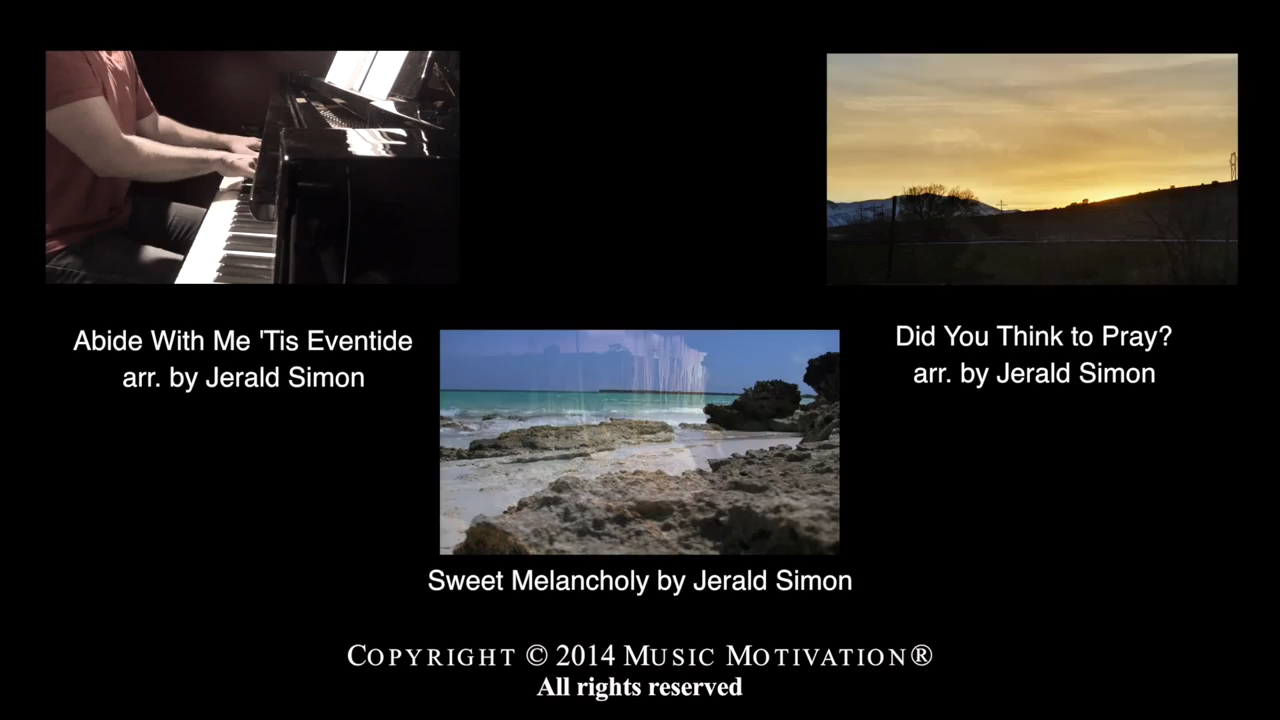 Abide With Me 'Tis Eventide
arr. by Jerald Simon
Did You Think to Pray?
arr. by Jerald Simon
Sweet Melancholy by Jerald Simon
COPYRIGHT © 2014 MUSIC MOTIVATION®
All rights reserved